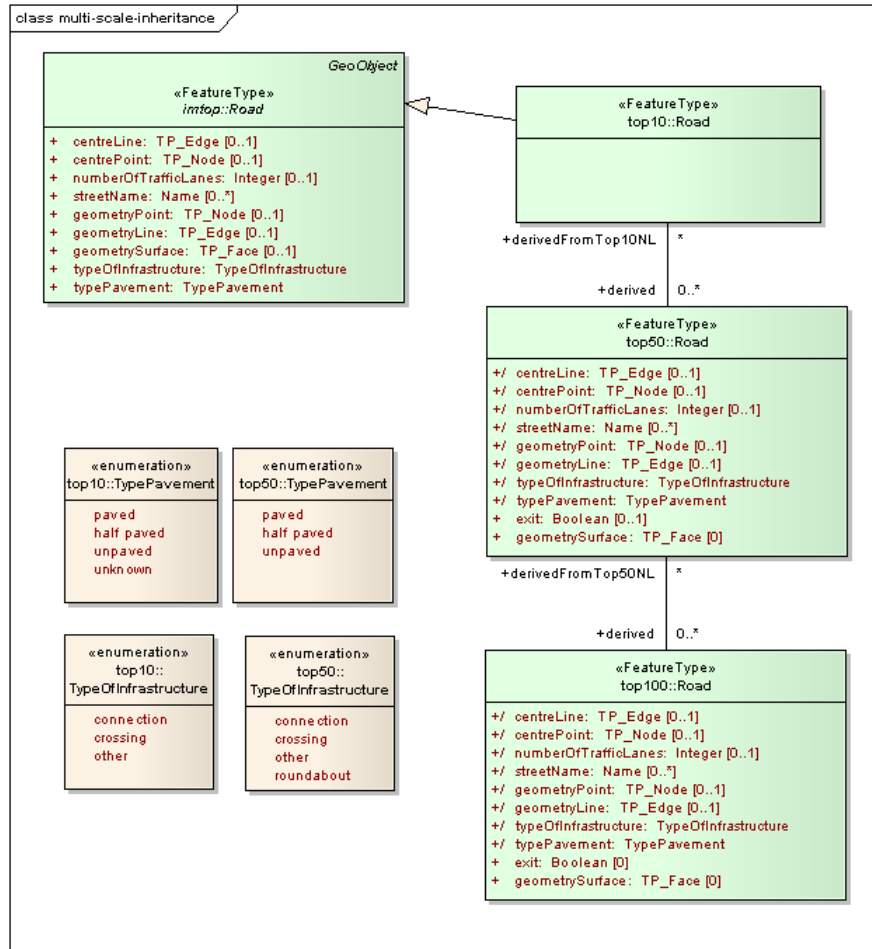 class multi-scale-inheritance
GeoObject
«FeatureType»
imtop::Road
+ centreLine: TP_Edge [0..1]
+ centrePoint: TP_Node [0..1]
+ numberOfTrafficLanes: Integer [0..1]
+ streetName: Name [0..*]
+ geometryPoint: TP_Node [0..1]
+ geometryLine: TP_Edge [0..1]
+ geometrySurface: TP_Face [0..1]
+ typeOfInfrastructure: TypeOfInfrastructure
+ typePavement: TypePavement
«FeatureType»
top10::Road
+derivedFromTop10NL *
+derived 0..*
«FeatureType»
top50::Road
+/ centreLine: TP_Edge [0..1]
+/ centrePoint: TP_Node [0..1]
+/ numberOfTrafficLanes: Integer [0..1]
+/ streetName: Name [0..*]
+/ geometryPoint: TP_Node [0..1]
+/ geometryLine: TP_Edge [0..1]
+/ typeOfInfrastructure: TypeOfInfrastructure
+/ typePavement: TypePavement
+ exit: Boolean [0..1]
+ geometrySurface: TP_Face [0]
«enumeration»
top10::TypePavement
paved
half paved
unpaved
unknown
«enumeration»
top50::TypePavement
paved
half paved
unpaved
+derivedFromTop50NL *
+derived 0..*
«enumeration»
top10::
TypeOfInfrastructure
connection
crossing
other
«enumeration»
top50::
TypeOfInfrastructure
connection
crossing
other
roundabout
«FeatureType»
top100::Road
+/ centreLine: TP_Edge [0..1]
+/ centrePoint: TP_Node [0..1]
+/ numberOfTrafficLanes: Integer [0..1]
+/ streetName: Name [0..*]
+/ geometryPoint: TP_Node [0..1]
+/ geometryLine: TP_Edge [0..1]
+/ typeOfInfrastructure: TypeOfInfrastructure
+/ typePavement: TypePavement
+ exit: Boolean [0]
+ geometrySurface: TP_Face [0]